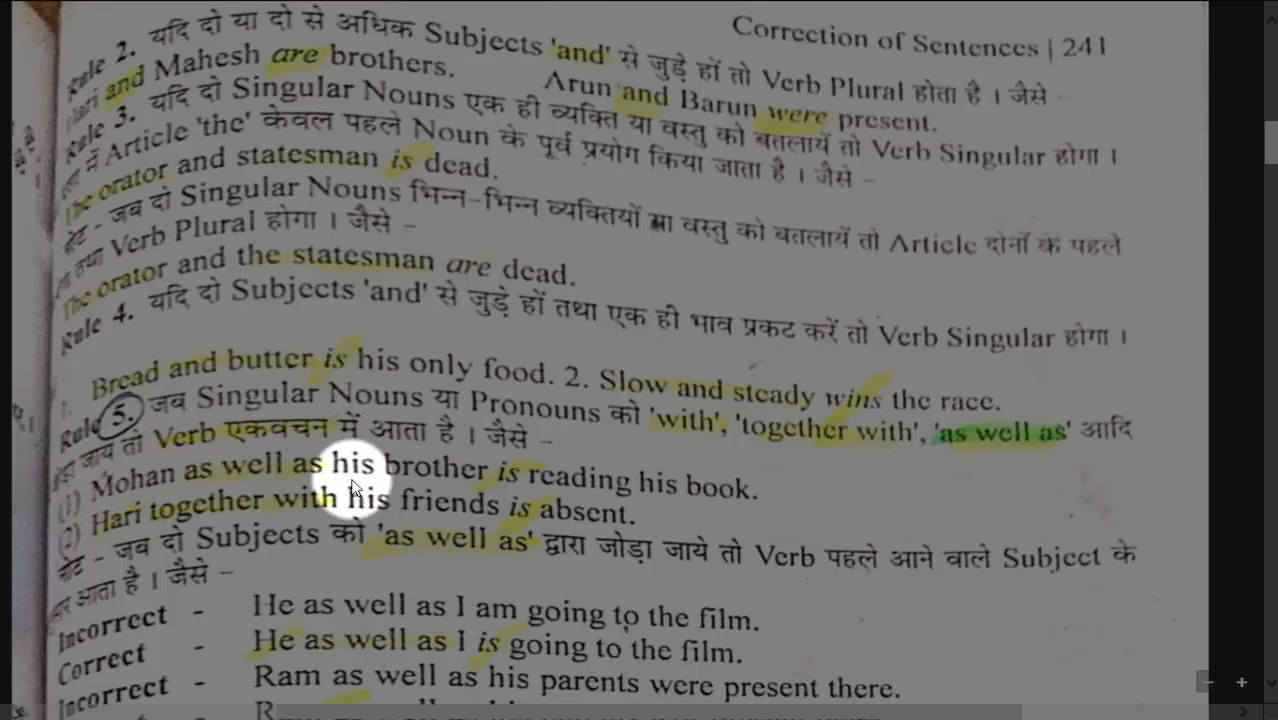 Correction of Sentences | 241
Rule 2. यदि दो या दो से अधिक Subjects 'and' से जुड़े हों तो Verb Plural होता है । जैसे -
Hari and Mahesh are brothers. Arun and Barun were present.
Rule 3. यदि दो Singular Nouns एक ही व्यक्ति या वस्तु को बतलायें तो Verb Singular होगा ।
में Article 'the' केवल पहले Noun के पूर्व प्रयोग किया जाता है । जैसे -
The orator and statesman is dead.
नोट - जब दो Singular Nouns भिन्न-भिन्न व्यक्तियों या वस्तु को बतलायें तो Article दोनों के पहले
तथा Verb Plural होगा । जैसे -
The orator and the statesman are dead.
Rule 4. यदि दो Subjects 'and' से जुड़े हों तथा एक ही भाव प्रकट करें तो Verb Singular होगा ।
1. Bread and butter is his only food. 2. Slow and steady wins the race.
Rule 5. जब Singular Nouns या Pronouns को 'with', 'together with', 'as well as' आदि
जाय तो Verb एकवचन में आता है । जैसे -
(1) Mohan as well as his brother is reading his book.
(2) Hari together with his friends is absent.
नोट - जब दो Subjects को 'as well as' द्वारा जोड़ा जाये तो Verb पहले आने वाले Subject के
आता है । जैसे -
Incorrect - He as well as I am going to the film.
Correct - He as well as I is going to the film.
Incorrect - Ram as well as his parents were present there.